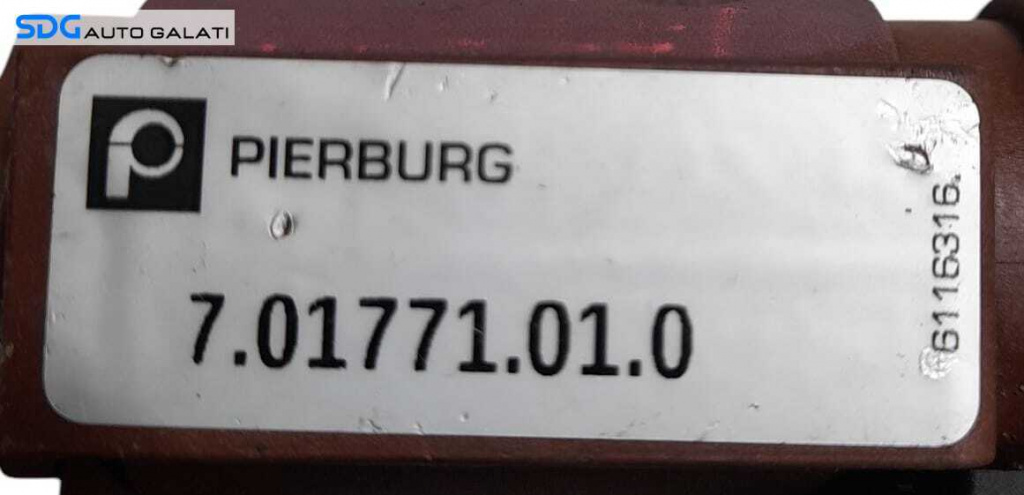 SDG AUTO GALATI
PIERBURG
7.01771.01.0
6116316.